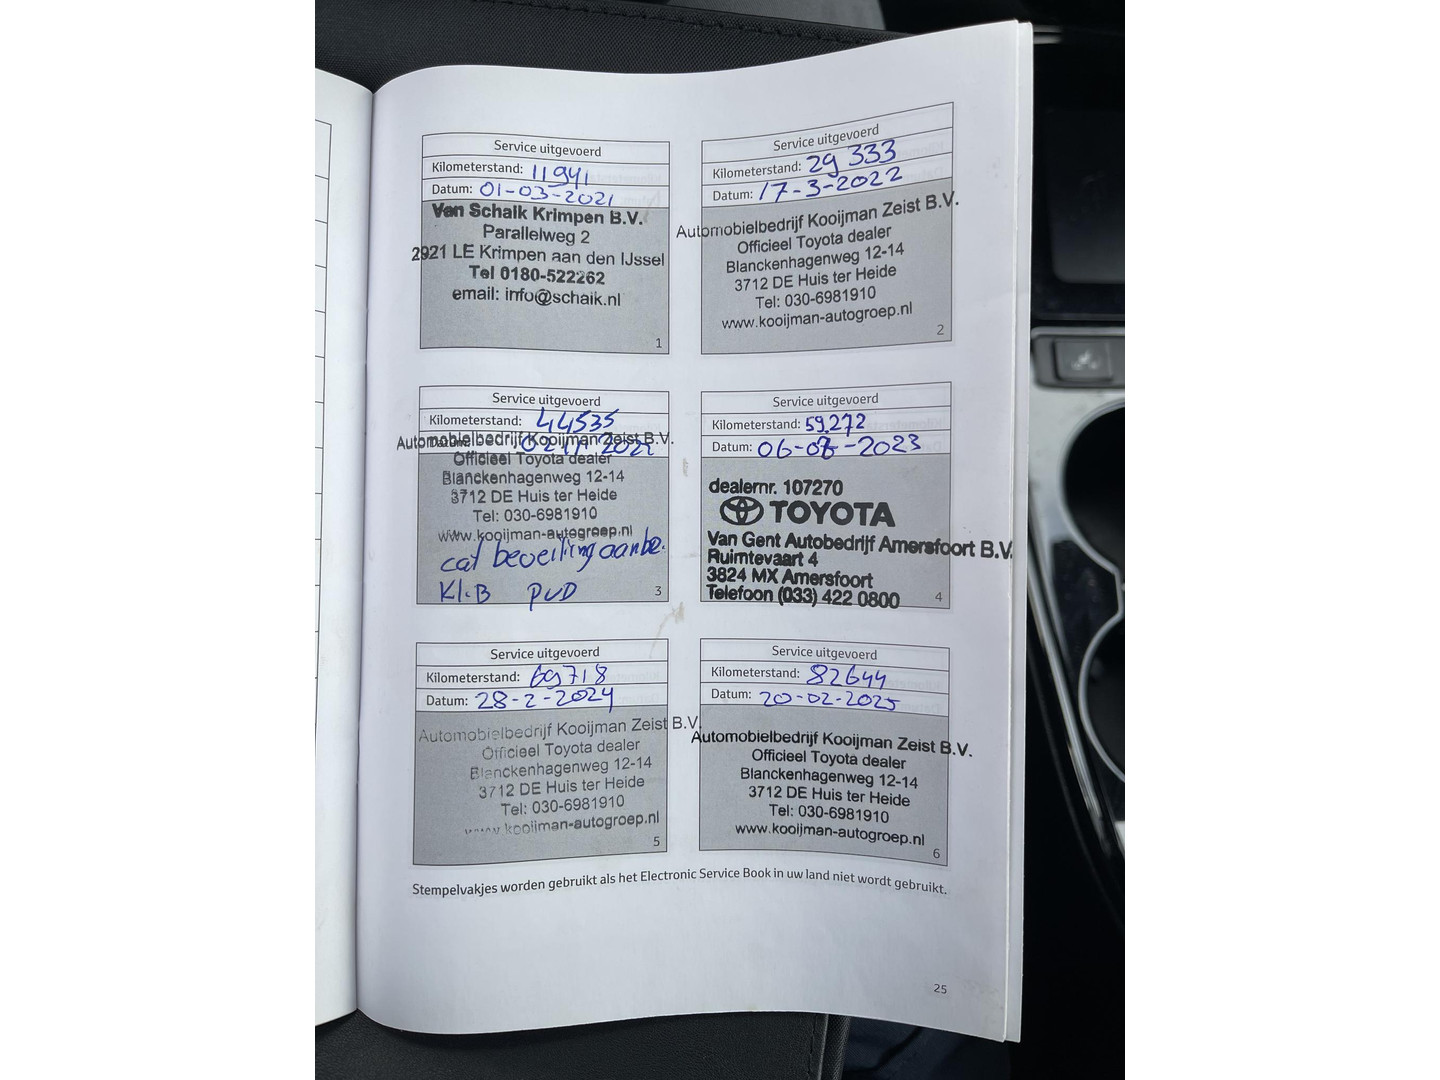 Service uitgevoerd
Kilometerstand: 11941
Datum: 01-03-2021
Van Schaik Krimpen B.V.
Parallelweg 2
2921 LE Krimpen aan den IJssel
Tel 0180-522262
email: info@schaik.nl
1
Service uitgevoerd
Kilometerstand: 29 333
Datum: 17-3-2022
Automobielbedrijf Kooijman Zeist B.V.
Officieel Toyota dealer
Blanckenhagenweg 12-14
3712 DE Huis ter Heide
Tel: 030-6981910
www.kooijman-autogroep.nl
2
Service uitgevoerd
Kilometerstand: 44535
Datum:
Automobielbedrijf Kooijman Zeist B.V.
Officieel Toyota dealer
Blanckenhagenweg 12-14
3712 DE Huis ter Heide
Tel: 030-6981910
www.kooijman-autogroep.nl
cat beveiling aanbe.
Kl.B PVD
3
Service uitgevoerd
Kilometerstand: 59.272
Datum: 06-07-2023
dealernr. 107270
TOYOTA
Van Gent Autobedrijf Amersfoort B.V.
Ruimtevaart 4
3824 MX Amersfoort
Telefoon (033) 422 0800
4
Service uitgevoerd
Kilometerstand: 69718
Datum: 28-2-2024
Automobielbedrijf Kooijman Zeist B.V.
Officieel Toyota dealer
Blanckenhagenweg 12-14
3712 DE Huis ter Heide
Tel: 030-6981910
www.kooijman-autogroep.nl
5
Service uitgevoerd
Kilometerstand: 82644
Datum: 20-02-2025
Automobielbedrijf Kooijman Zeist B.V.
Officieel Toyota dealer
Blanckenhagenweg 12-14
3712 DE Huis ter Heide
Tel: 030-6981910
www.kooijman-autogroep.nl
6
Stempelvakjes worden gebruikt als het Electronic Service Book in uw land niet wordt gebruikt.
25